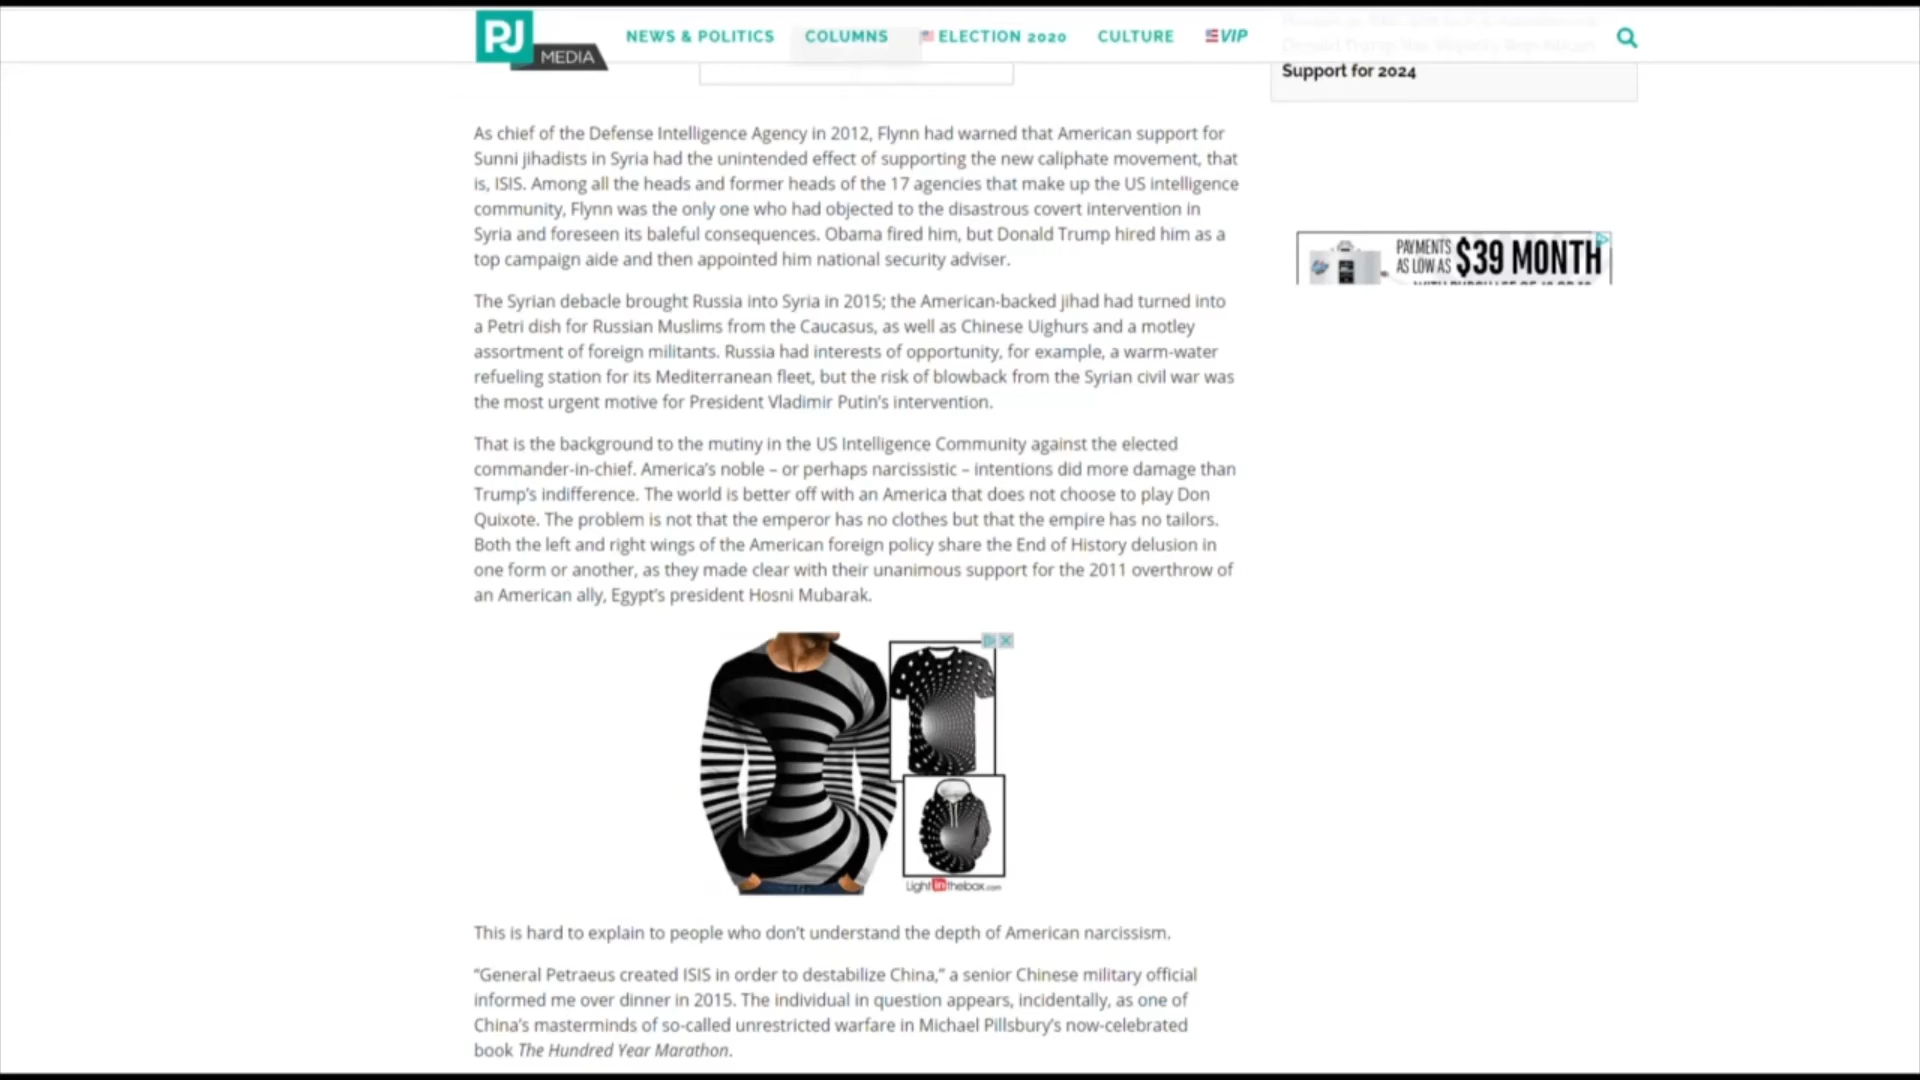 PJ
MEDIA
NEWS & POLITICS
COLUMNS
ELECTION 2020
CULTURE
VIP
Support for 2024
As chief of the Defense Intelligence Agency in 2012, Flynn had warned that American support for
Sunni jihadists in Syria had the unintended effect of supporting the new caliphate movement, that
is, ISIS. Among all the heads and former heads of the 17 agencies that make up the US intelligence
community, Flynn was the only one who had objected to the disastrous covert intervention in
Syria and foreseen its baleful consequences. Obama fired him, but Donald Trump hired him as a
top campaign aide and then appointed him national security adviser.
PAYMENTS
AS LOW AS $39 MONTH
The Syrian debacle brought Russia into Syria in 2015; the American-backed jihad had turned into
a Petri dish for Russian Muslims from the Caucasus, as well as Chinese Uighurs and a motley
assortment of foreign militants. Russia had interests of opportunity, for example, a warm-water
refueling station for its Mediterranean fleet, but the risk of blowback from the Syrian civil war was
the most urgent motive for President Vladimir Putin's intervention.
That is the background to the mutiny in the US Intelligence Community against the elected
commander-in-chief. America's noble – or perhaps narcissistic – intentions did more damage than
Trump's indifference. The world is better off with an America that does not choose to play Don
Quixote. The problem is not that the emperor has no clothes but that the empire has no tailors.
Both the left and right wings of the American foreign policy share the End of History delusion in
one form or another, as they made clear with their unanimous support for the 2011 overthrow of
an American ally, Egypt's president Hosni Mubarak.
Lightinthebox.com
This is hard to explain to people who don't understand the depth of American narcissism.
“General Petraeus created ISIS in order to destabilize China,” a senior Chinese military official
informed me over dinner in 2015. The individual in question appears, incidentally, as one of
China's masterminds of so-called unrestricted warfare in Michael Pillsbury's now-celebrated
book The Hundred Year Marathon.